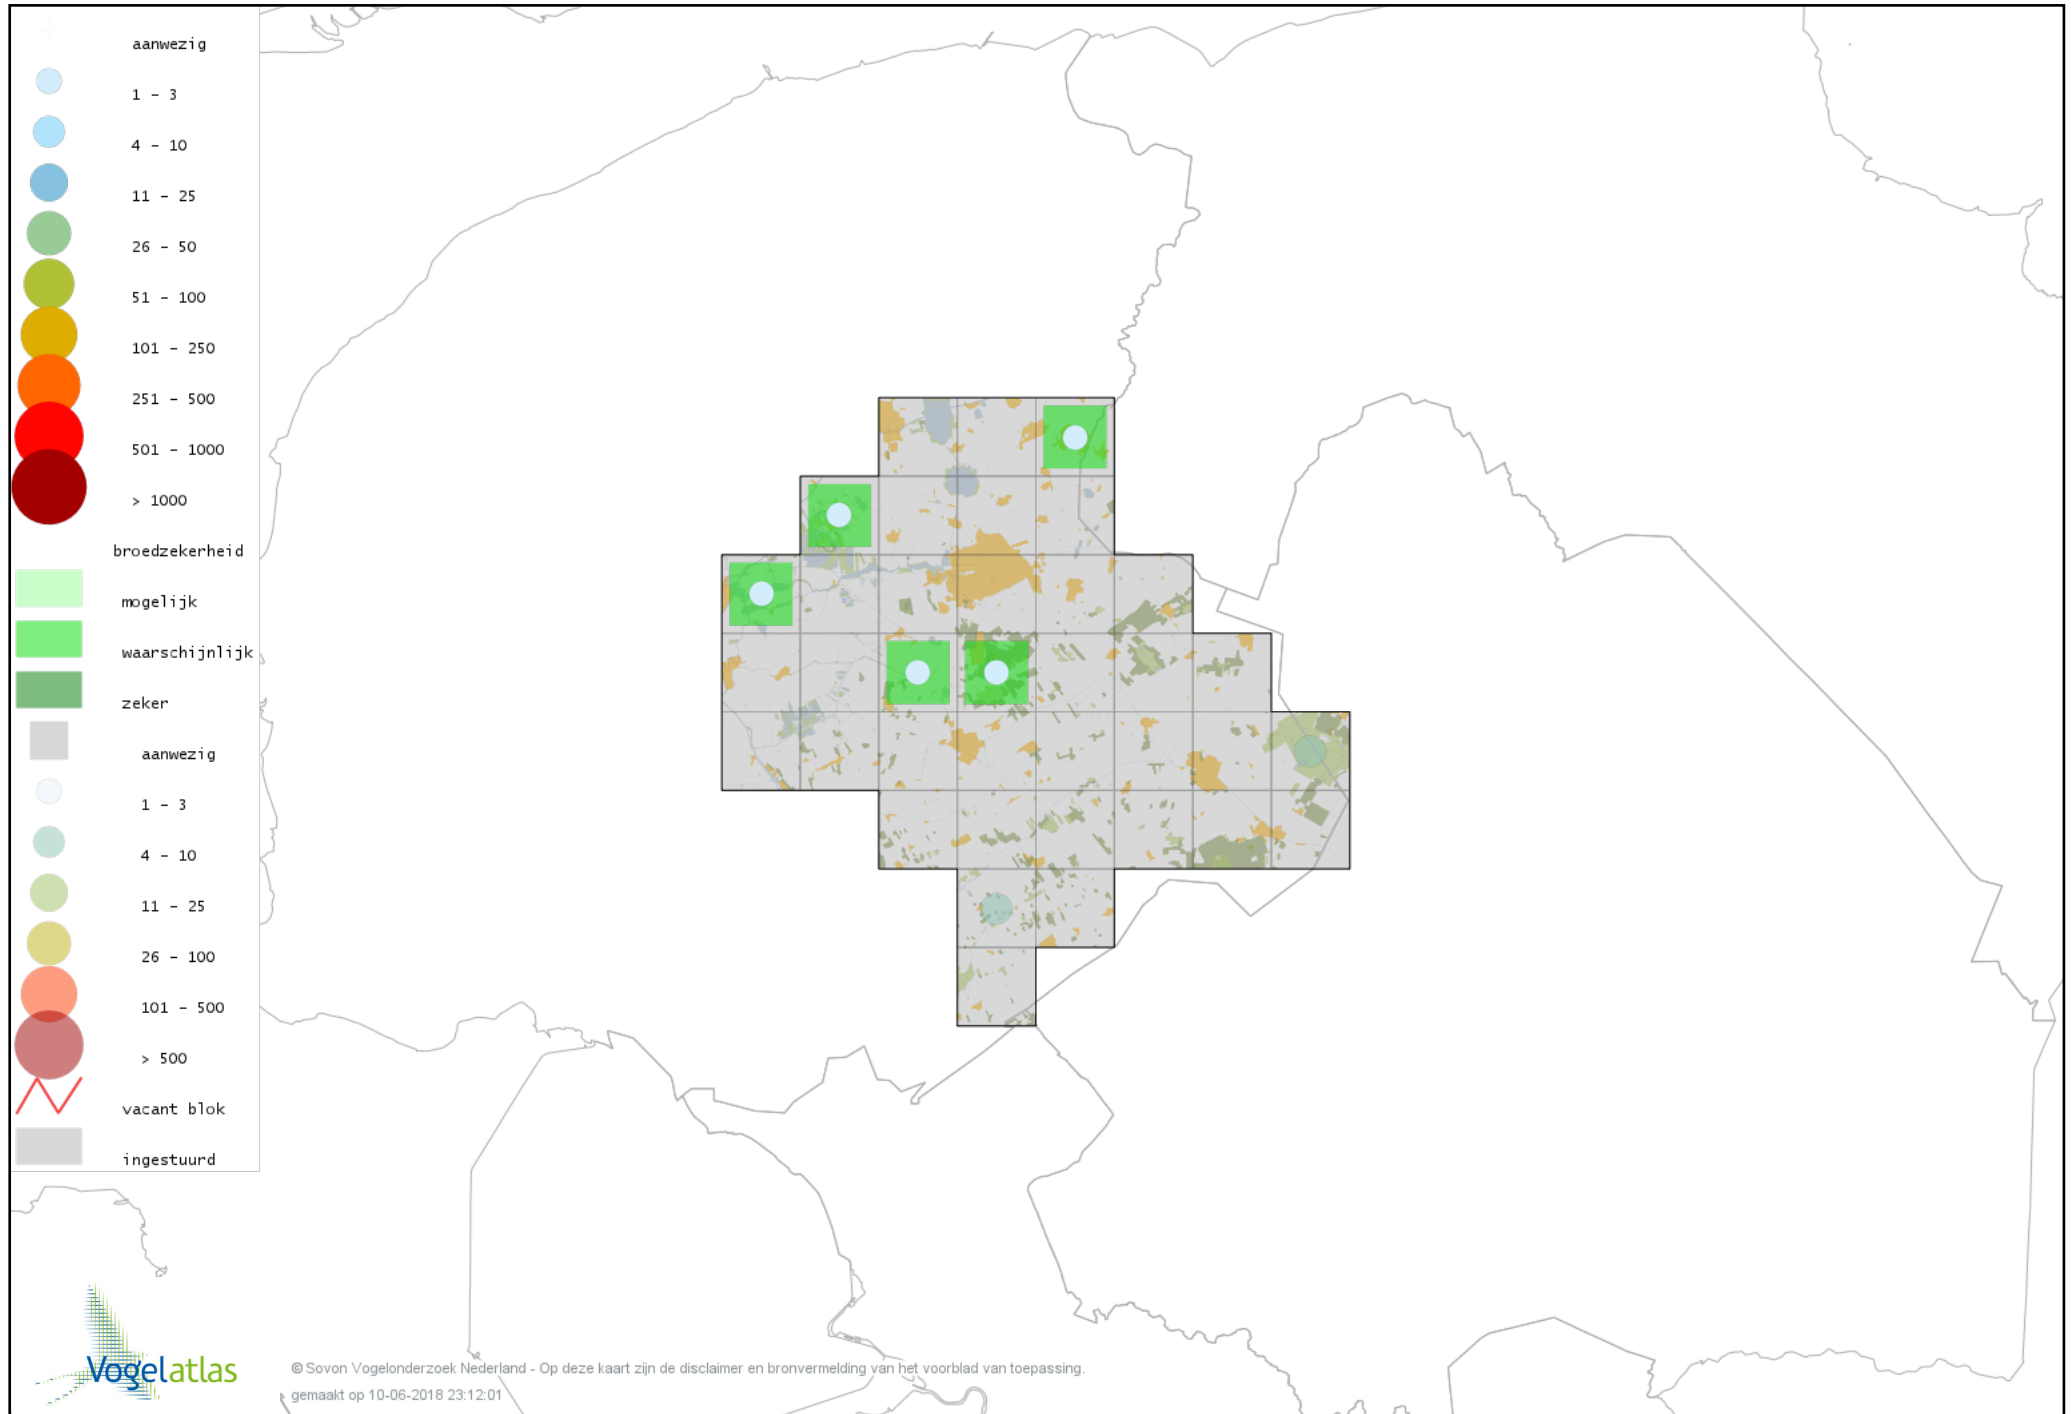 aanwezig
1 - 3
4 - 10
11 - 25
26 - 50
51 - 100
101 - 250
251 - 500
501 - 1000
> 1000
broedzekerheid
mogelijk
waarschijnlijk
zeker
aanwezig
1 - 3
4 - 10
11 - 25
26 - 100
101 - 500
> 500
vacant blok
ingestuurd
Vogelatlas
© Sovon Vogelonderzoek Nederland - Op deze kaart zijn de disclaimer en bronvermelding van het voorblad van toepassing.
gemaakt op 10-06-2018 23:12:01